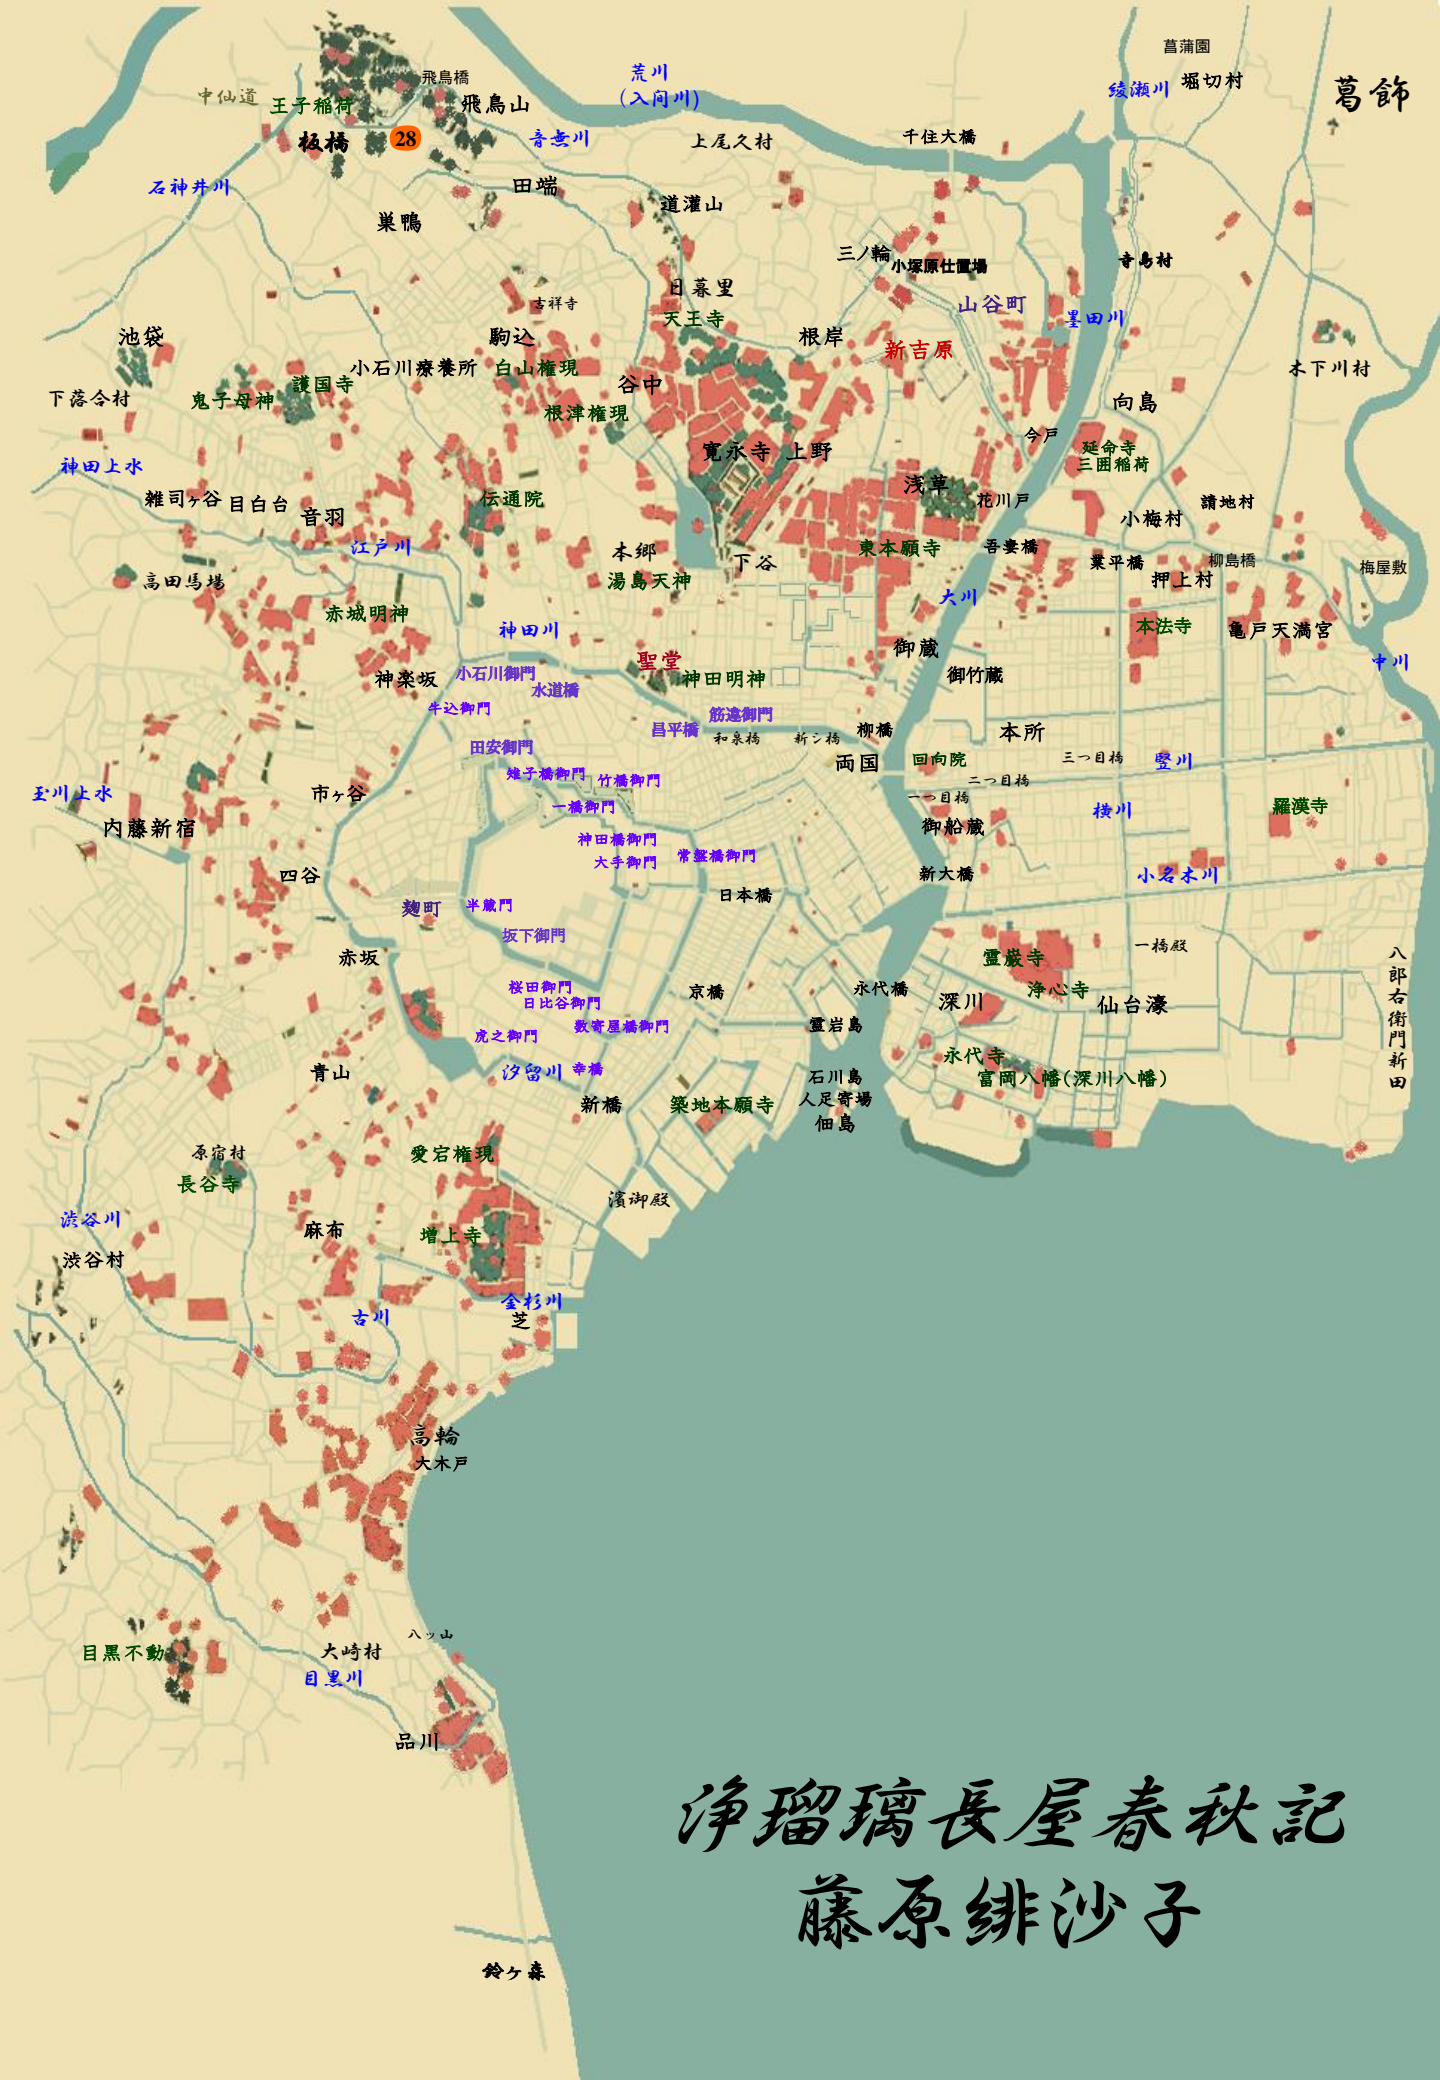 菖蒲園
飛鳥橋
荒川
(入间川)
綾瀬川
堀切村
葛飾
中仙道
王子稲荷
飛鳥山
板橋
28
音無川
上尾久村
千住大橋
石神井川
田端
道灌山
巣鴨
三ノ輪
小塚原仕置場
寺島村
日暮里
吉祥寺
山谷町
天王寺
墨田川
池袋
駒込
根岸
新吉原
小石川療養所
白山権現
木下川村
護国寺
谷中
下落合村
鬼子母神
根津権現
向島
今戸
延命寺
三囲稲荷
寛永寺
上野
神田上水
浅草
雑司ヶ谷
目白台
伝通院
花川戸
請地村
音羽
小梅村
江戸川
本郷
下谷
東本願寺
吾妻橋
業平橋
柳島橋
梅屋敷
高田馬場
湯島天神
押上村
大川
赤城明神
神田川
本法寺
亀戸天満宮
御蔵
聖堂
中川
神楽坂
小石川御門
水道橋
神田明神
御竹蔵
牛込御門
筋違御門
昌平橋
和泉橋
新シ橋
柳橋
本所
田安御門
両国
回向院
三つ目橋
竪川
雉子橋御門
竹橋御門
二つ目橋
玉川上水
市ヶ谷
一橋御門
一つ目橋
横川
羅漢寺
内藤新宿
神田橋御門
御船蔵
大手御門
常盤橋御門
四谷
新大橋
小名木川
日本橋
麹町
半蔵門
坂下御門
一橋殿
赤坂
霊巌寺
八郎右衛門新田
桜田御門
京橋
永代橋
浄心寺
日比谷御門
深川
仙台濠
数寄屋橋御門
霊岩島
虎之御門
永代寺
青山
汐留川
幸橋
石川島
富岡八幡(深川八幡)
人足寄場
新橋
築地本願寺
佃島
原宿村
愛宕権現
長谷寺
濱御殿
渋谷川
麻布
増上寺
渋谷村
金杉川
古川
芝
高輪
大木戸
八ッ山
目黒不動
大崎村
目黒川
品川
浄瑠璃長屋春秋記
藤原緋沙子
鈴ヶ森